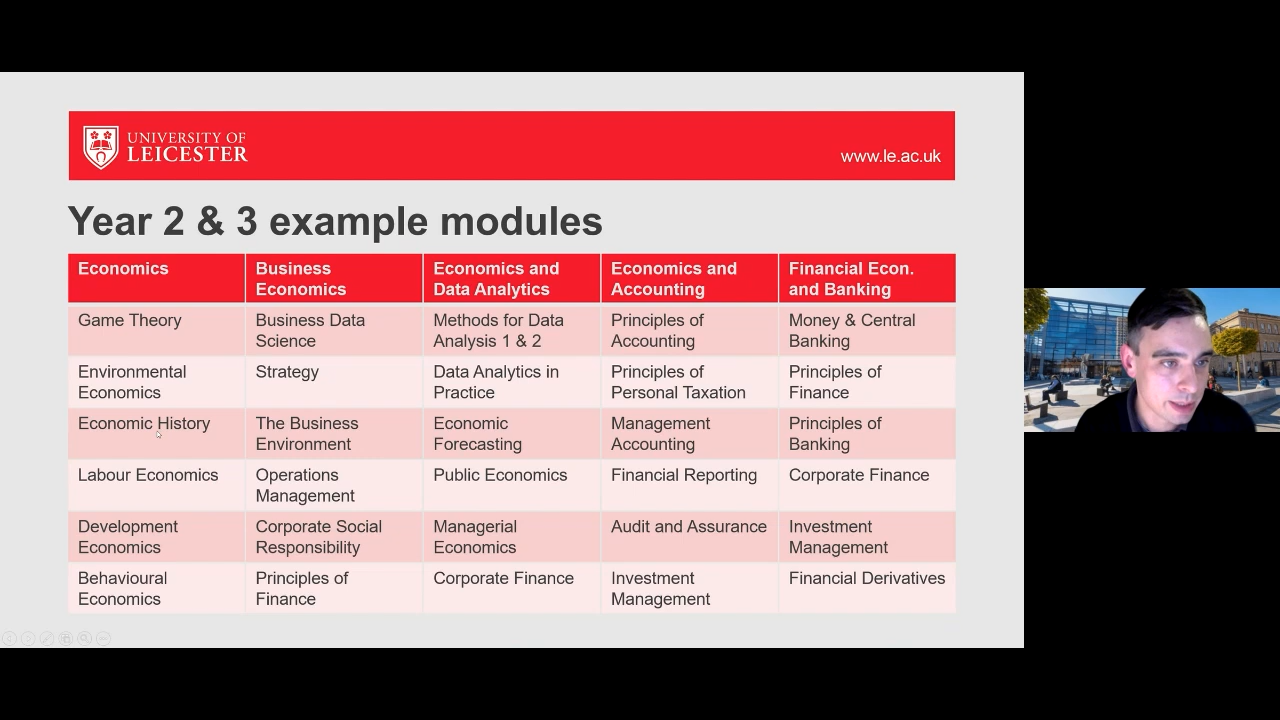 UNIVERSITY OF
LEICESTER
www.le.ac.uk
Year 2 & 3 example modules
Economics
Business
Economics
Economics and
Data Analytics
Economics and
Accounting
Financial Econ.
and Banking
Game Theory
Business Data
Science
Methods for Data
Analysis 1 & 2
Principles of
Accounting
Money & Central
Banking
Environmental
Economics
Strategy
Data Analytics in
Practice
Principles of
Personal Taxation
Principles of
Finance
Economic History
The Business
Environment
Economic
Forecasting
Management
Accounting
Principles of
Banking
Labour Economics
Operations
Management
Public Economics
Financial Reporting
Corporate Finance
Development
Economics
Corporate Social
Responsibility
Managerial
Economics
Audit and Assurance
Investment
Management
Behavioural
Economics
Principles of
Finance
Corporate Finance
Investment
Management
Financial Derivatives